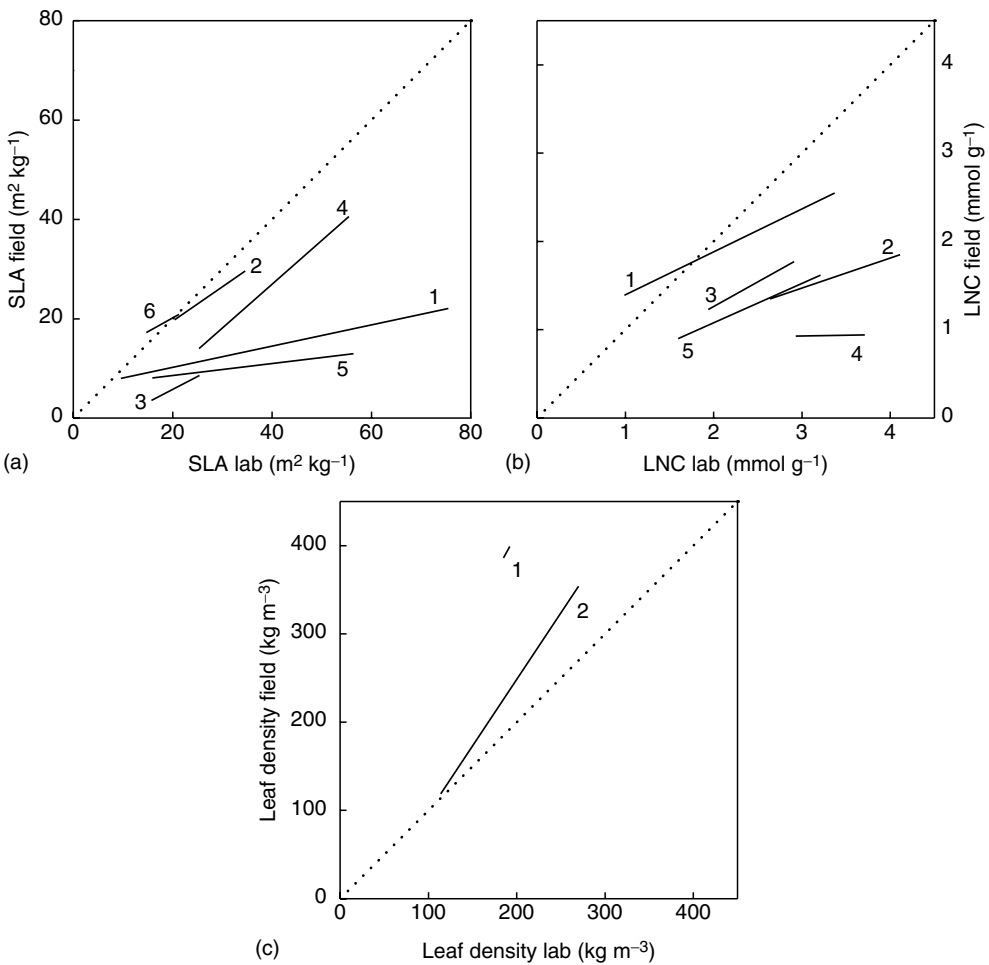 80
60
40
20
0
SLA field (m² kg⁻¹)
6
2
4
1
5
3
0 20 40 60 80
(a)
SLA lab (m² kg⁻¹)
1
3
2
5
4
4
3
2
1
0
LNC field (mmol g⁻¹)
0 1 2 3 4
(b)
LNC lab (mmol g⁻¹)
400
300
200
100
0
Leaf density field (kg m⁻³)
1
2
0 100 200 300 400
(c)
Leaf density lab (kg m⁻³)